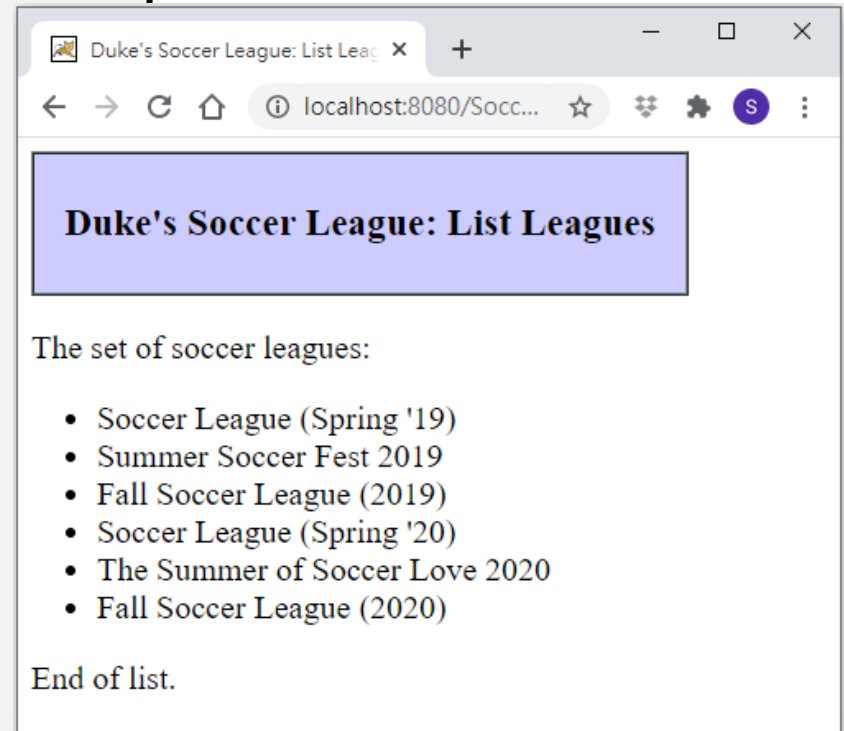 Duke's Soccer League: List Leag
localhost:8080/Socc...
S
Duke's Soccer League: List Leagues
The set of soccer leagues:
Soccer League (Spring '19)
Summer Soccer Fest 2019
Fall Soccer League (2019)
Soccer League (Spring '20)
The Summer of Soccer Love 2020
Fall Soccer League (2020)
End of list.